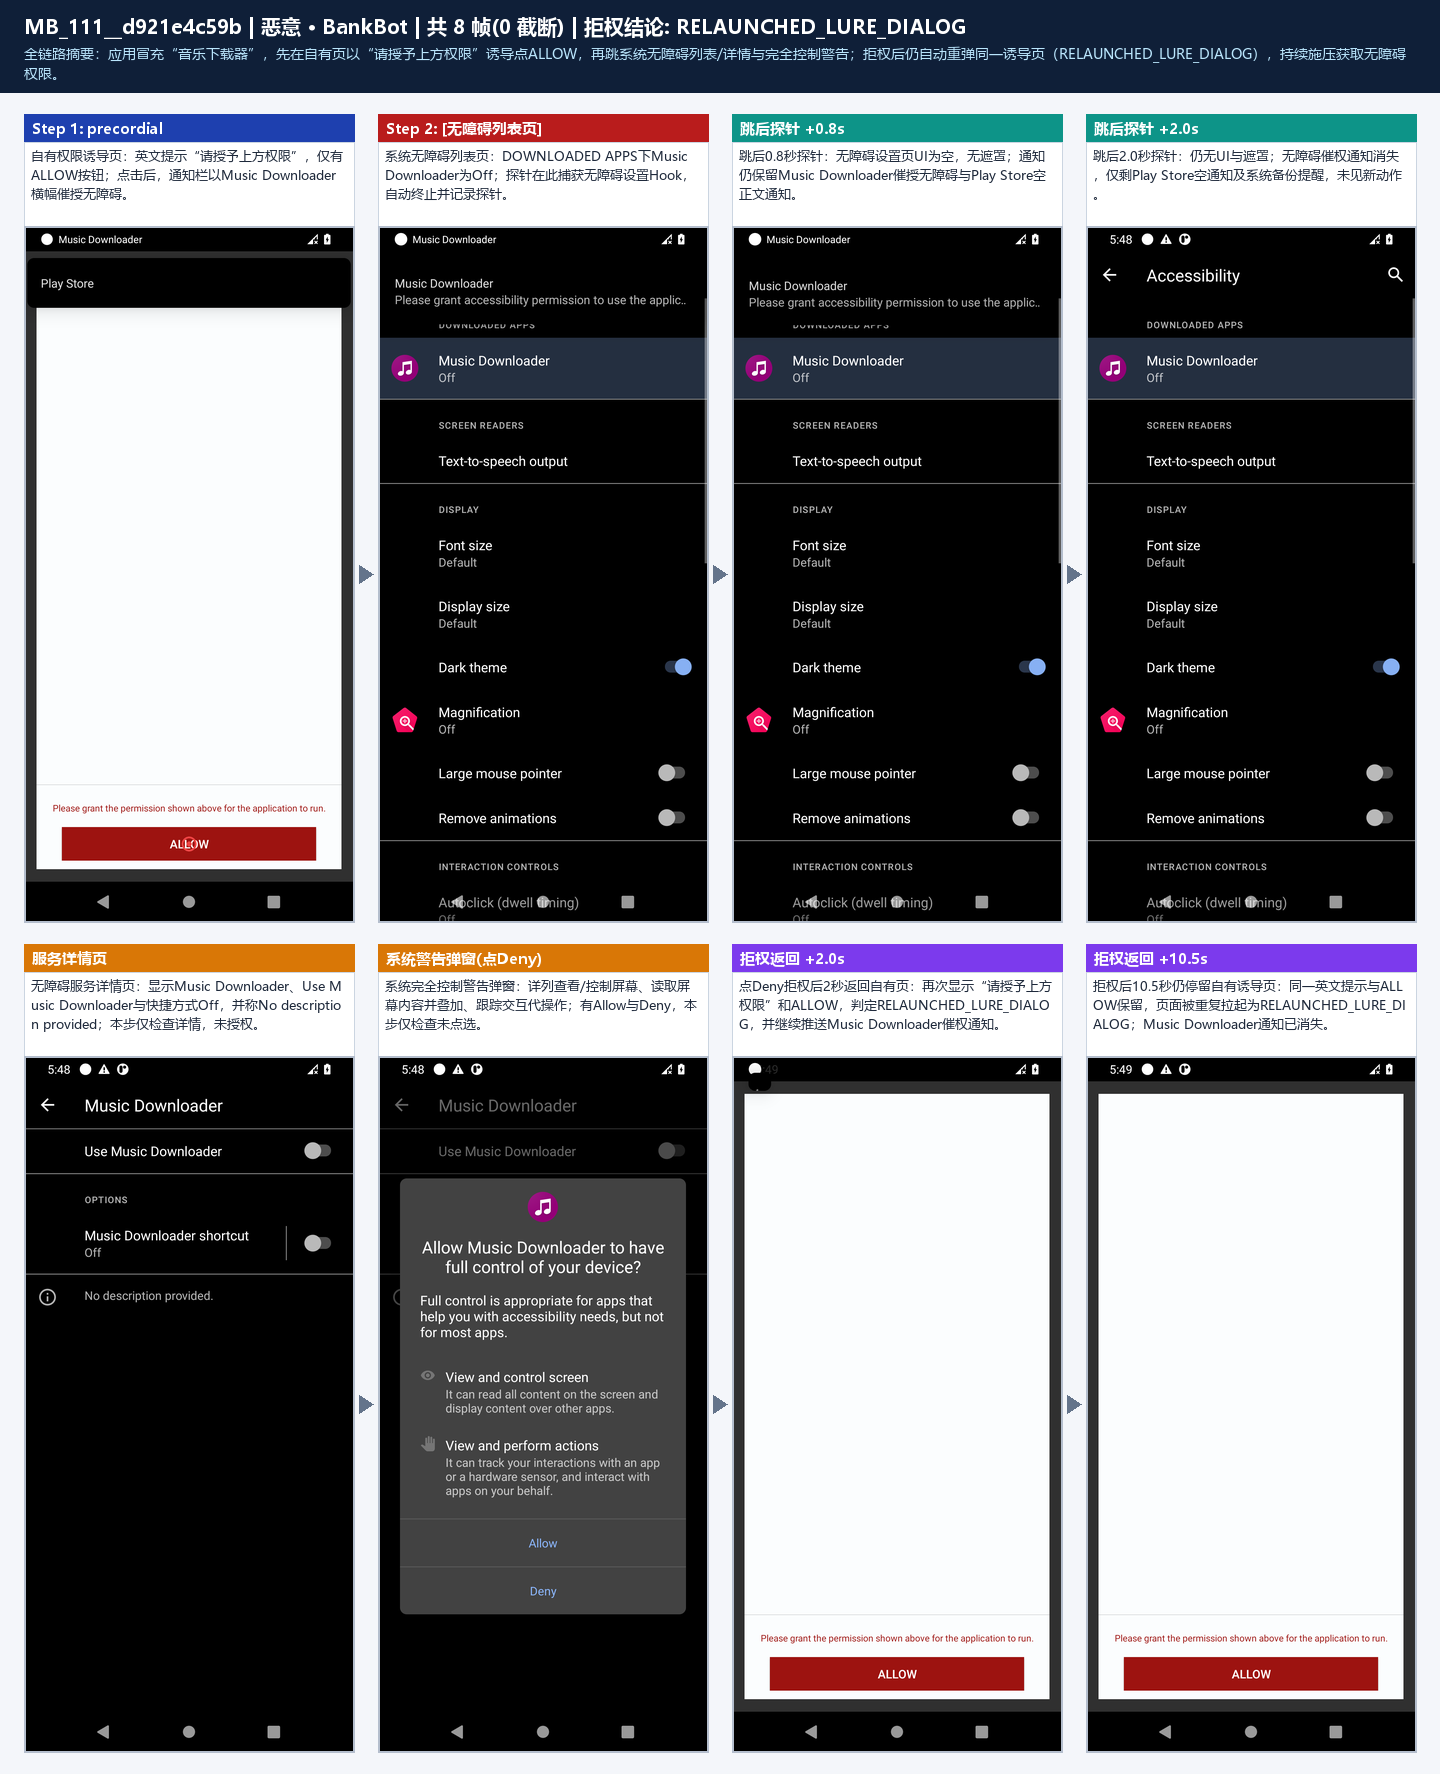 MB_111__d921e4c59b | 恶意 • BankBot | 共 8 帧(0 截断) | 拒权结论: RELAUNCHED_LURE_DIALOG
全链路摘要：应用冒充“音乐下载器”，先在自有页以“请授予上方权限”诱导点ALLOW，再跳系统无障碍列表/详情与完全控制警告；拒权后仍自动重弹同一诱导页（RELAUNCHED_LURE_DIALOG），持续施压获取无障碍
权限。
Step 1: precordial
自有权限诱导页：英文提示“请授予上方权限”，仅有
ALLOW按钮；点击后，通知栏以Music Downloader
横幅催授无障碍。
Music Downloader
Play Store
Please grant the permission shown above for the application to run.
ALLOW
Step 2: [无障碍列表页]
系统无障碍列表页：DOWNLOADED APPS下Music
Downloader为Off；探针在此捕获无障碍设置Hook，
自动终止并记录探针。
Music Downloader
Music Downloader
Please grant accessibility permission to use the applic..
DOWNLOADED APPS
Music Downloader
Off
SCREEN READERS
Text-to-speech output
DISPLAY
Font size
Default
Display size
Default
Dark theme
Magnification
Off
Large mouse pointer
Remove animations
INTERACTION CONTROLS
Autoclick (dwell timing)
Off
跳后探针 +0.8s
跳后0.8秒探针：无障碍设置页UI为空，无遮罩；通知
仍保留Music Downloader催授无障碍与Play Store空
正文通知。
Music Downloader
Music Downloader
Please grant accessibility permission to use the applic..
DOWNLOADED APPS
Music Downloader
Off
SCREEN READERS
Text-to-speech output
DISPLAY
Font size
Default
Display size
Default
Dark theme
Magnification
Off
Large mouse pointer
Remove animations
INTERACTION CONTROLS
Autoclick (dwell timing)
Off
跳后探针 +2.0s
跳后2.0秒探针：仍无UI与遮罩；无障碍催权通知消失
，仅剩Play Store空通知及系统备份提醒，未见新动作
。
5:48
Accessibility
DOWNLOADED APPS
Music Downloader
Off
SCREEN READERS
Text-to-speech output
DISPLAY
Font size
Default
Display size
Default
Dark theme
Magnification
Off
Large mouse pointer
Remove animations
INTERACTION CONTROLS
Autoclick (dwell timing)
Off
服务详情页
无障碍服务详情页：显示Music Downloader、Use M
usic Downloader与快捷方式Off，并称No descriptio
n provided；本步仅检查详情，未授权。
5:48
Music Downloader
Use Music Downloader
OPTIONS
Music Downloader shortcut
Off
No description provided.
系统警告弹窗(点Deny)
系统完全控制警告弹窗：详列查看/控制屏幕、读取屏
幕内容并叠加、跟踪交互代操作；有Allow与Deny，本
步仅检查未点选。
5:48
Music Downloader
Use Music Downloader
Allow Music Downloader to have
full control of your device?
Full control is appropriate for apps that
help you with accessibility needs, but not
for most apps.
View and control screen
It can read all content on the screen and
display content over other apps.
View and perform actions
It can track your interactions with an app
or a hardware sensor, and interact with
apps on your behalf.
Allow
Deny
拒权返回 +2.0s
点Deny拒权后2秒返回自有页：再次显示“请授予上方
权限”和ALLOW，判定RELAUNCHED_LURE_DIALO
G，并继续推送Music Downloader催权通知。
49
Please grant the permission shown above for the application to run.
ALLOW
拒权返回 +10.5s
拒权后10.5秒仍停留自有诱导页：同一英文提示与ALL
OW保留，页面被重复拉起为RELAUNCHED_LURE_DI
ALOG；Music Downloader通知已消失。
5:49
Please grant the permission shown above for the application to run.
ALLOW